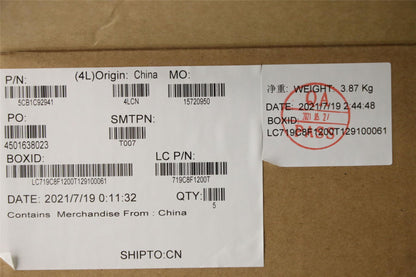 P/N:
5CB1C92941
(4L)Origin: China
4LCN
MO:
15720950
PO:
4501638023
SMTPN:
T007
BOXID:
LC719C8F1200T129100061
LC P/N:
719C8F1200T
DATE: 2021/7/19 0:11:32
QTY:
5
Contains Merchandise From : China
SHIPTO:CN
净重: WEIGHT: 3.87 Kg
DATE: 2021/7/19 2:44:48
BOXID:
LC719C8F1200T129100061
QA
PASS